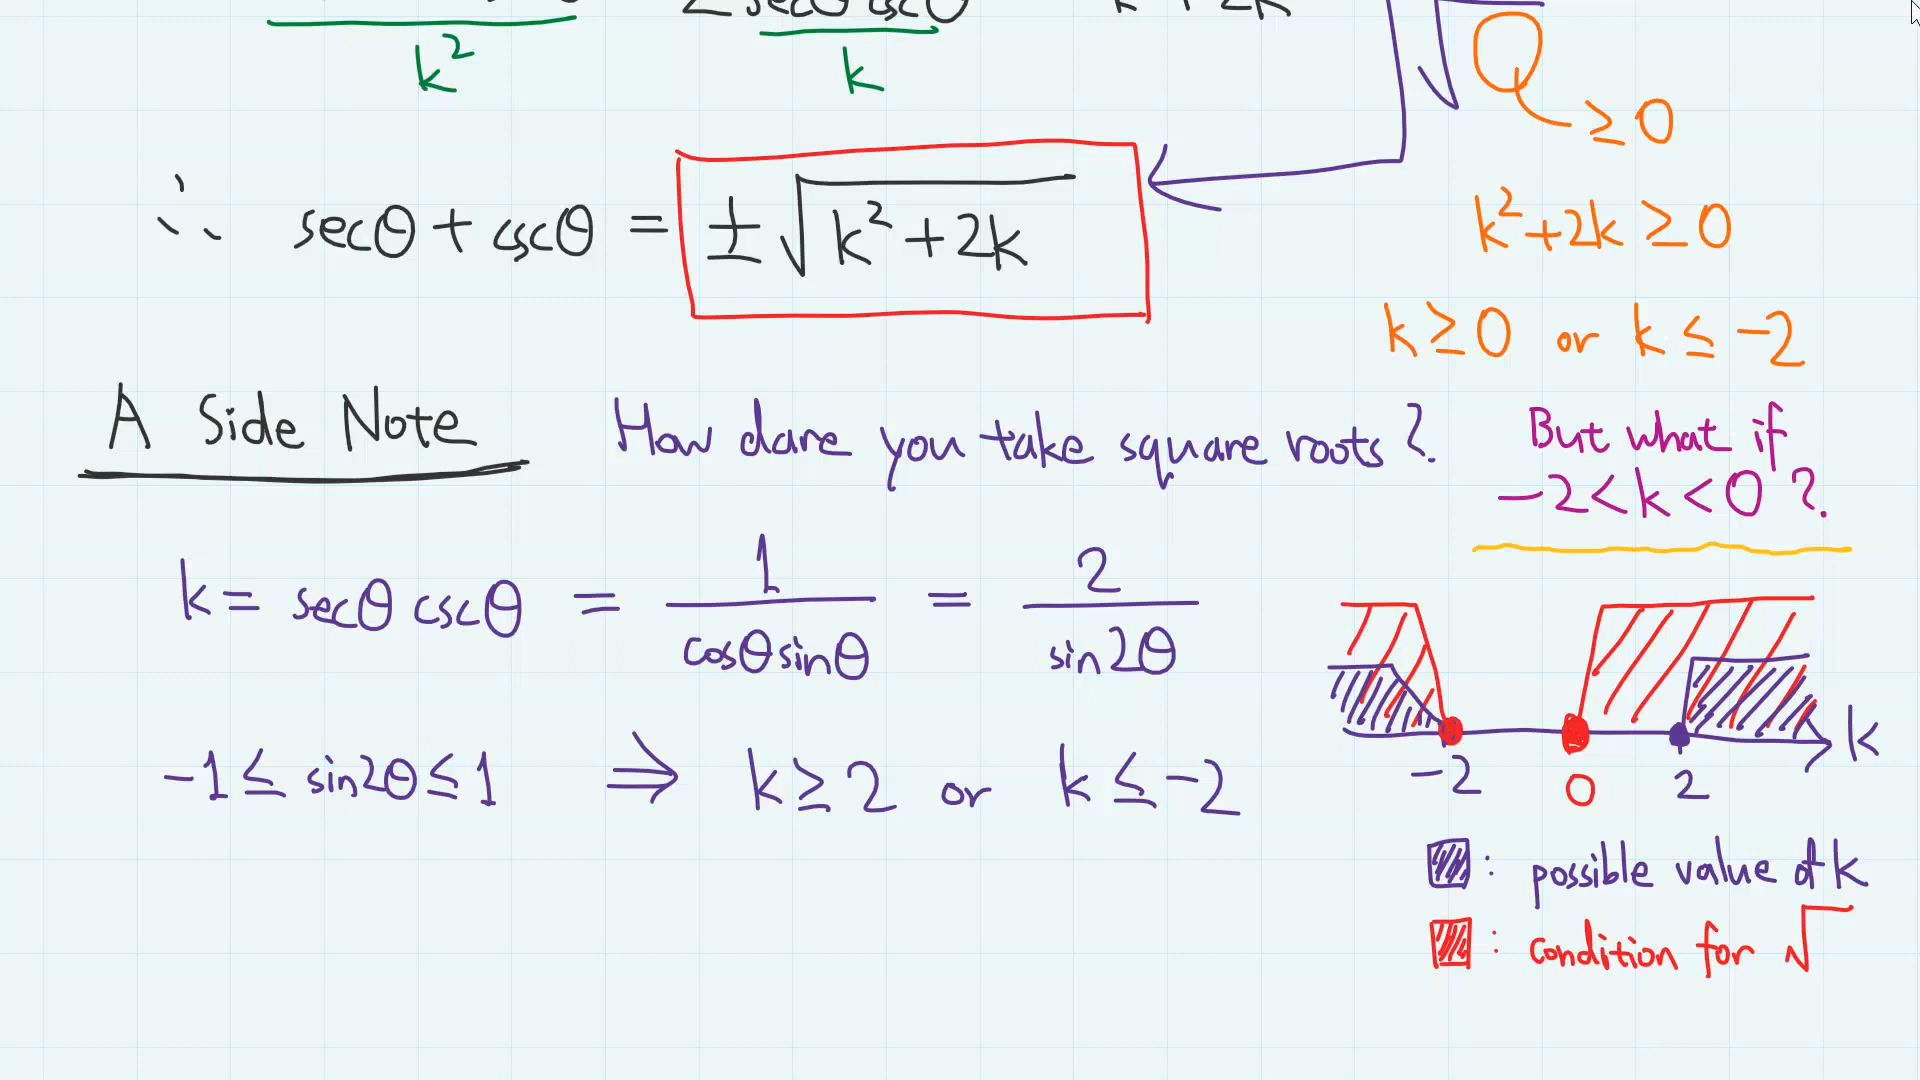 k²
k
≥ 0
∴ secθ + cscθ = ±√(k² + 2k)
k² + 2k ≥ 0
k ≥ 0 or k ≤ -2
A Side Note
How dare you take square roots?
But what if
-2 < k < 0 ?
k = secθ cscθ = 1/(cosθ sinθ) = 2/(sin2θ)
-1 ≤ sin2θ ≤ 1 ⇒ k ≥ 2 or k ≤ -2
k
-2 0 2
: possible value of k
: condition for √